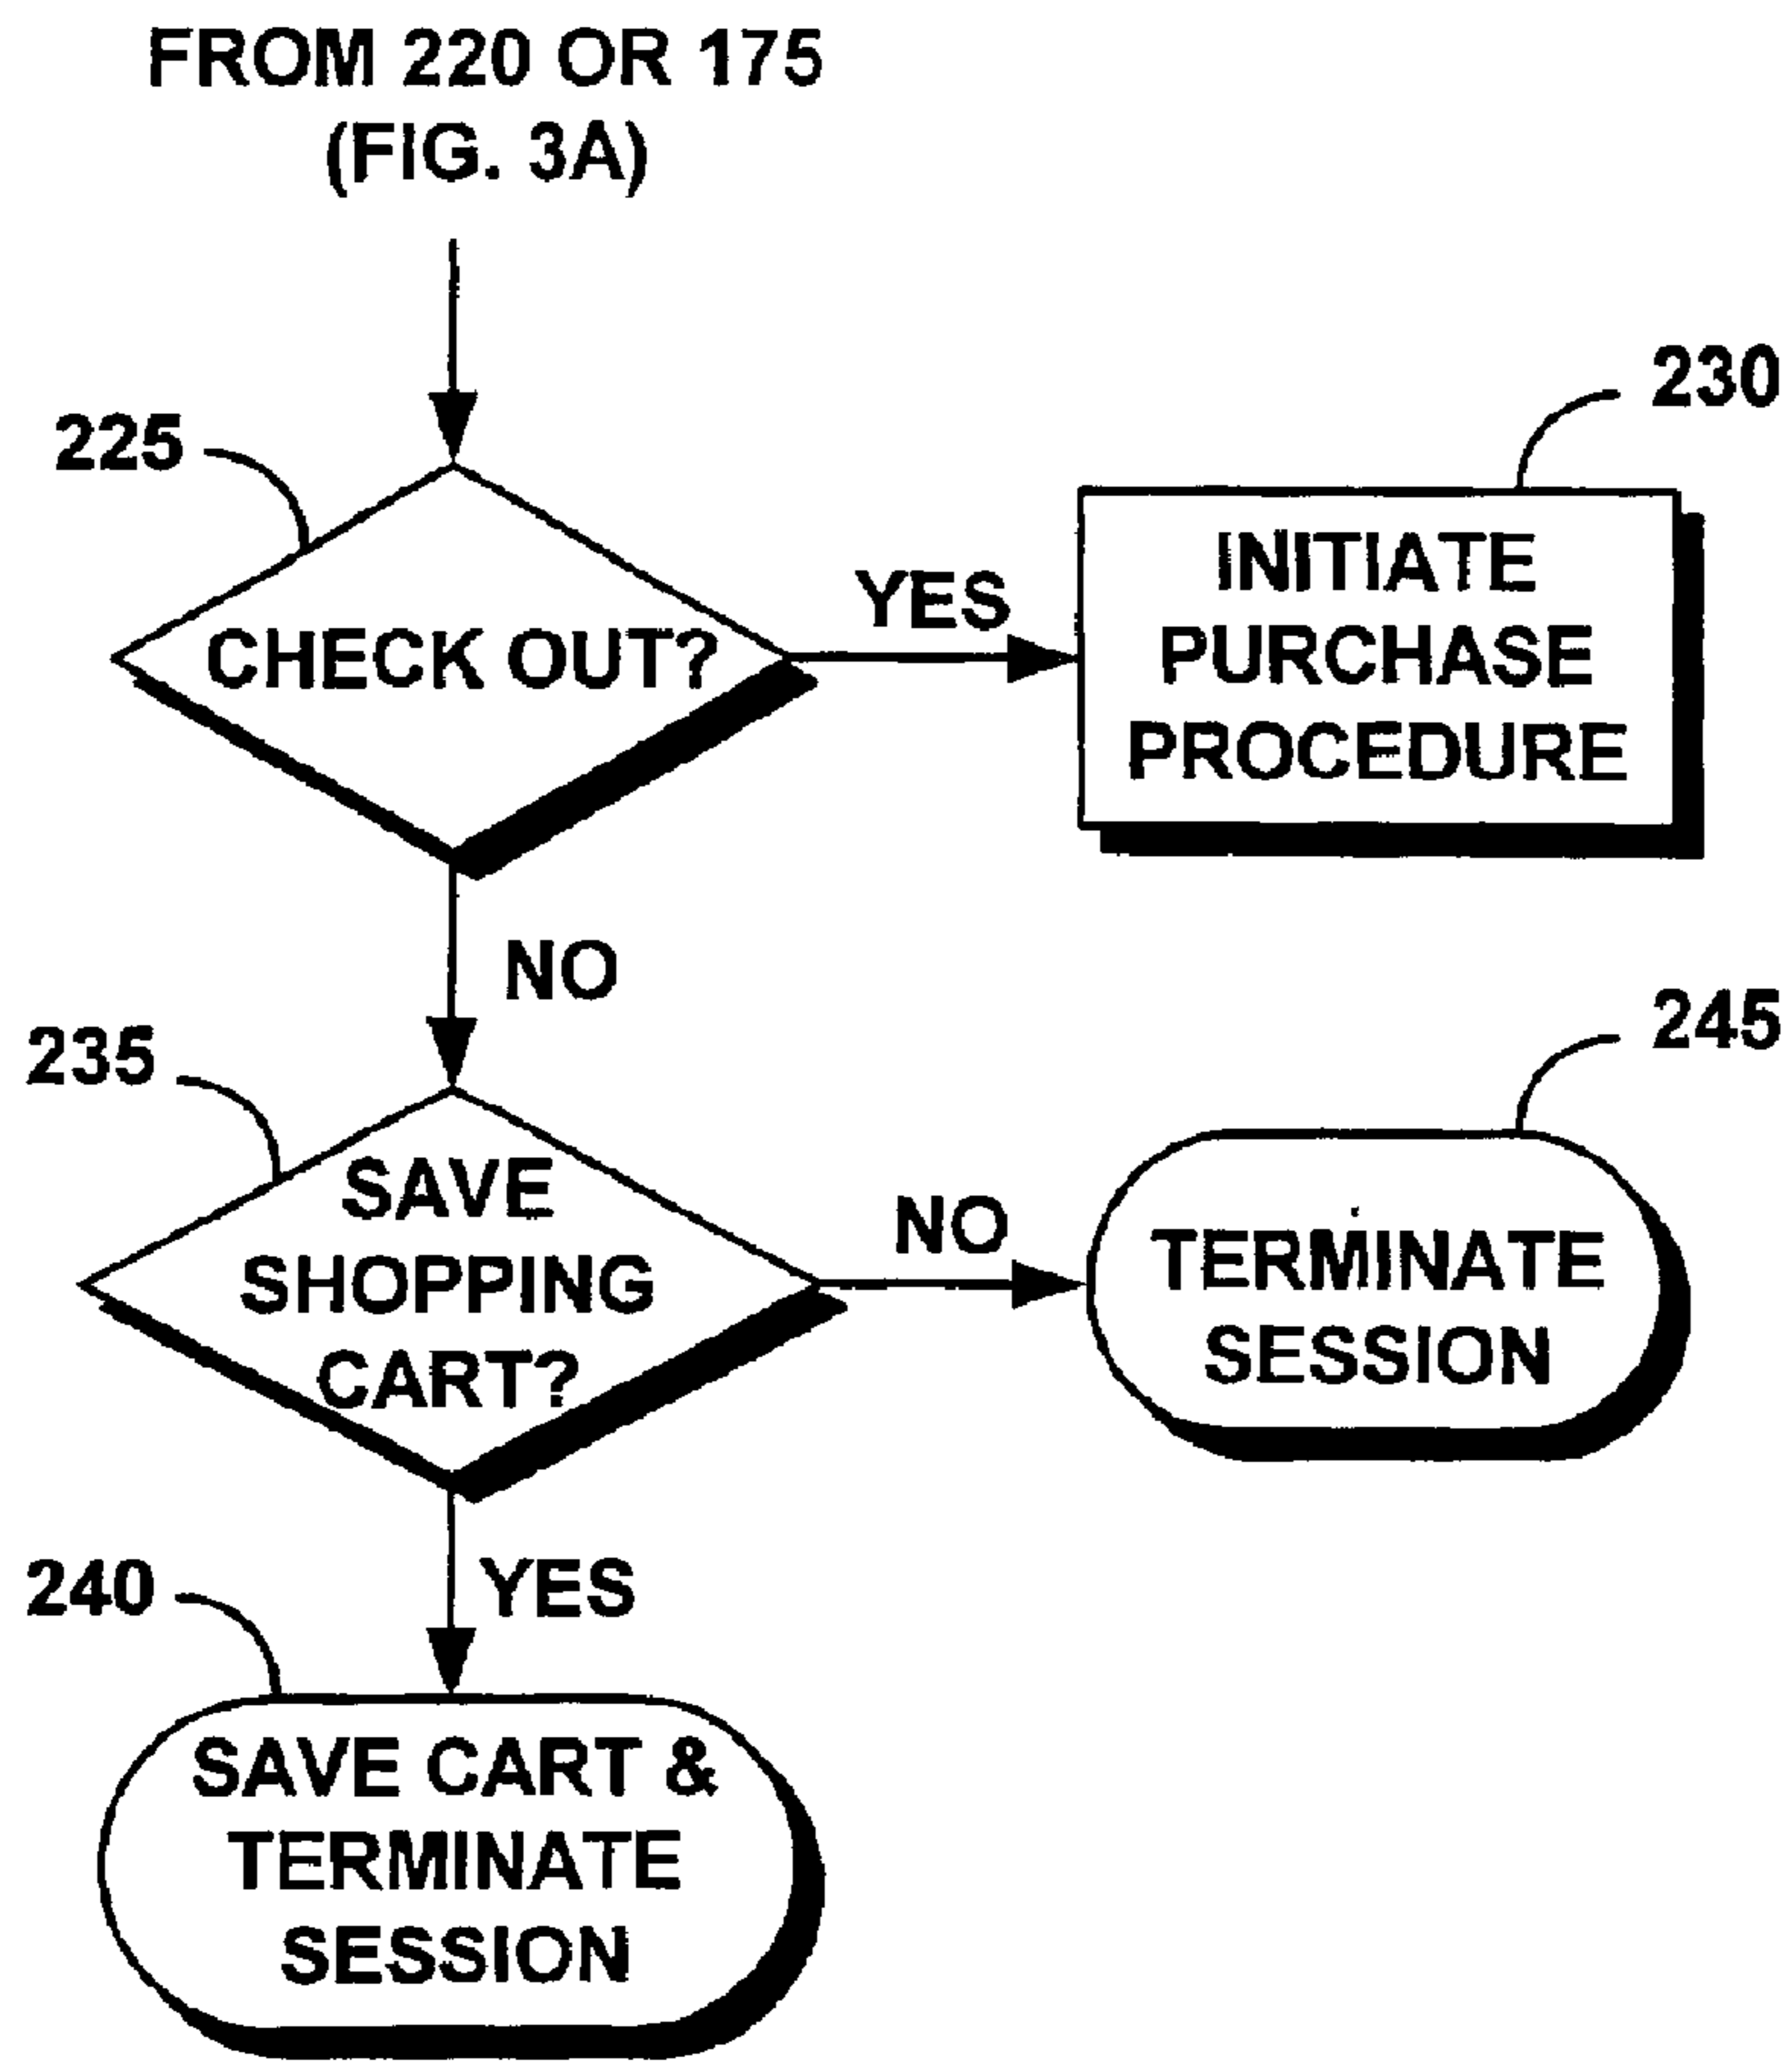 FROM 220 OR 175
(FIG. 3A)
225
CHECK OUT?
YES
230
INITIATE
PURCHASE
PROCEDURE
NO
235
SAVE
SHOPPING
CART?
NO
245
TERMINATE
SESSION
YES
240
SAVE CART &
TERMINATE
SESSION